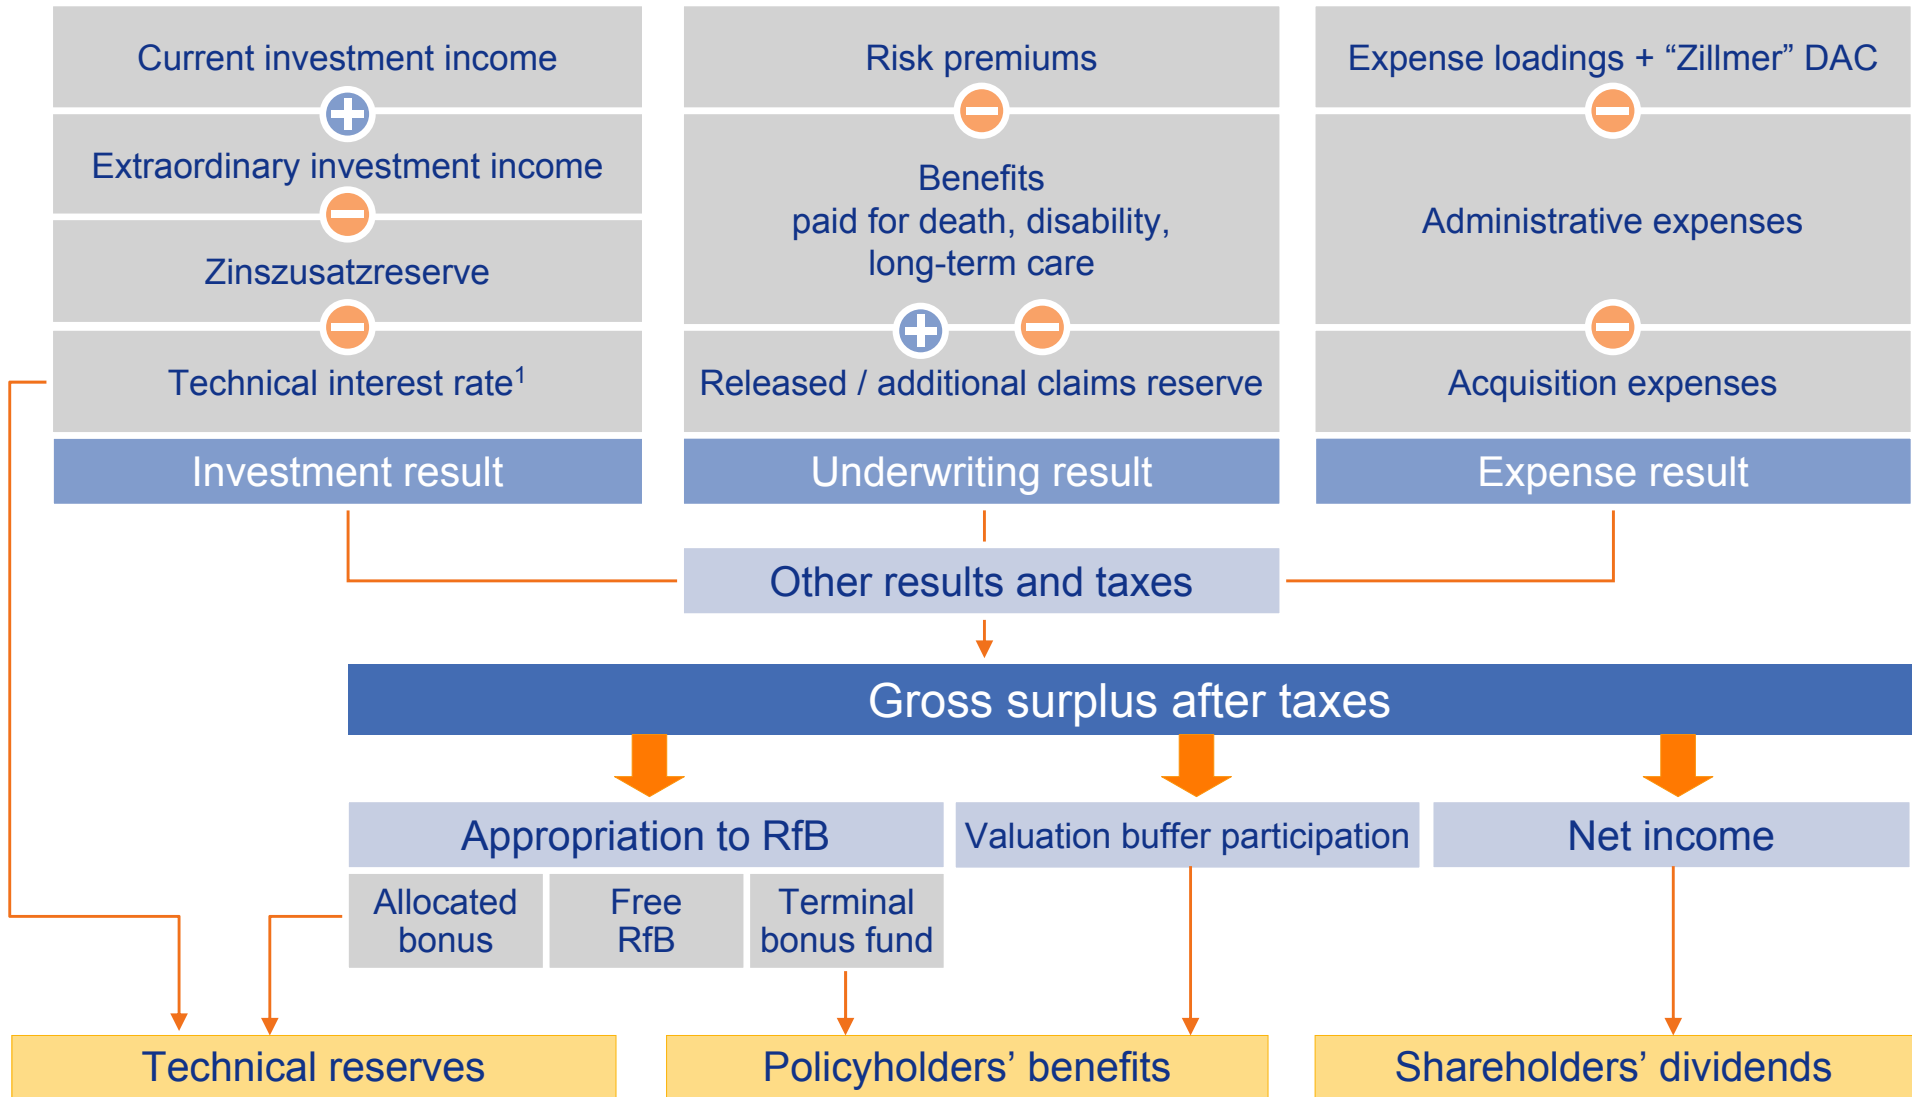 Current investment income
Extraordinary investment income
Zinszusatzreserve
Technical interest rate¹
Investment result
Risk premiums
Benefits
paid for death, disability,
long-term care
Released / additional claims reserve
Underwriting result
Expense loadings + “Zillmer” DAC
Administrative expenses
Acquisition expenses
Expense result
Other results and taxes
Gross surplus after taxes
Appropriation to RfB
Valuation buffer participation
Net income
Allocated
bonus
Free
RfB
Terminal
bonus fund
Technical reserves
Policyholders’ benefits
Shareholders’ dividends